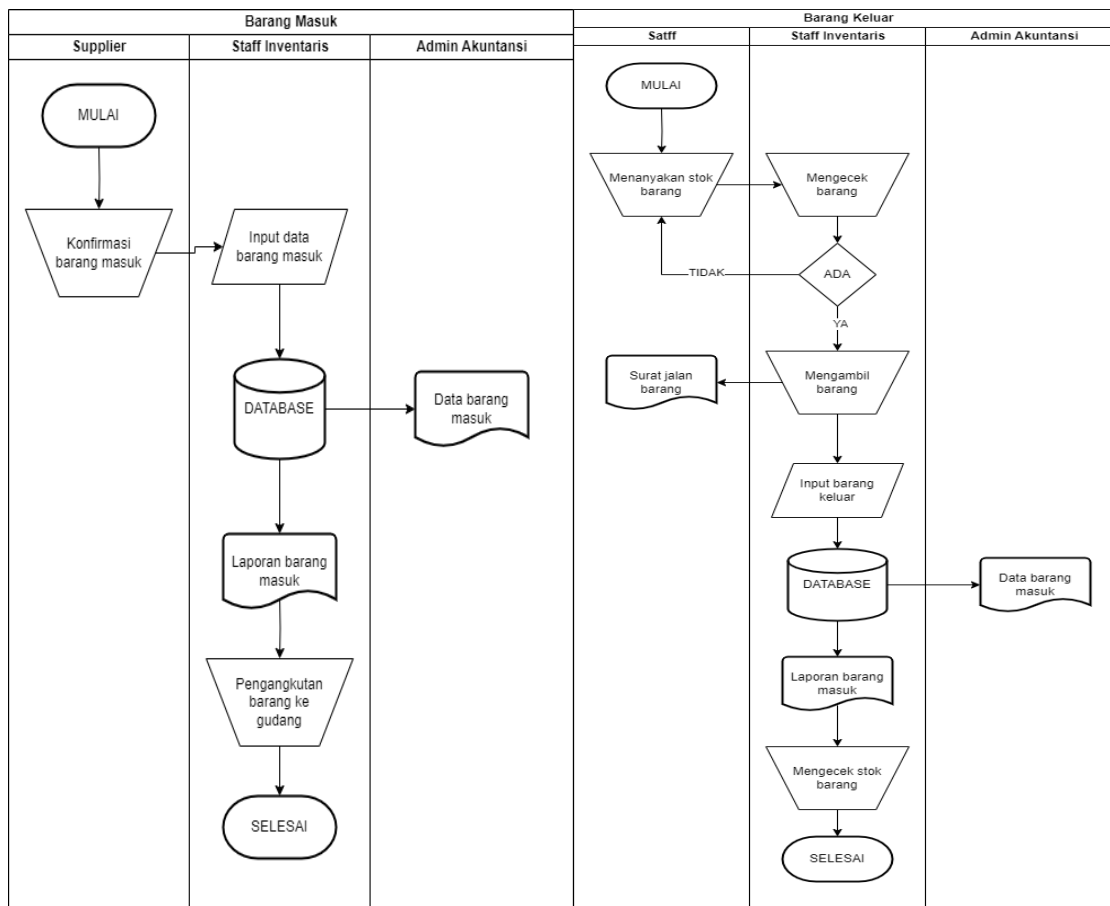 Barang Masuk
Supplier
Staff Inventaris
Admin Akuntansi
MULAI
Konfirmasi
barang masuk
Input data
barang masuk
DATABASE
Data barang
masuk
Laporan barang
masuk
Pengangkutan
barang ke
gudang
SELESAI
Barang Keluar
Satff
Staff Inventaris
Admin Akuntansi
MULAI
Menanyakan stok
barang
Mengecek
barang
ADA
TIDAK
YA
Mengambil
barang
Surat jalan
barang
Input barang
keluar
DATABASE
Data barang
masuk
Laporan barang
masuk
Mengecek stok
barang
SELESAI